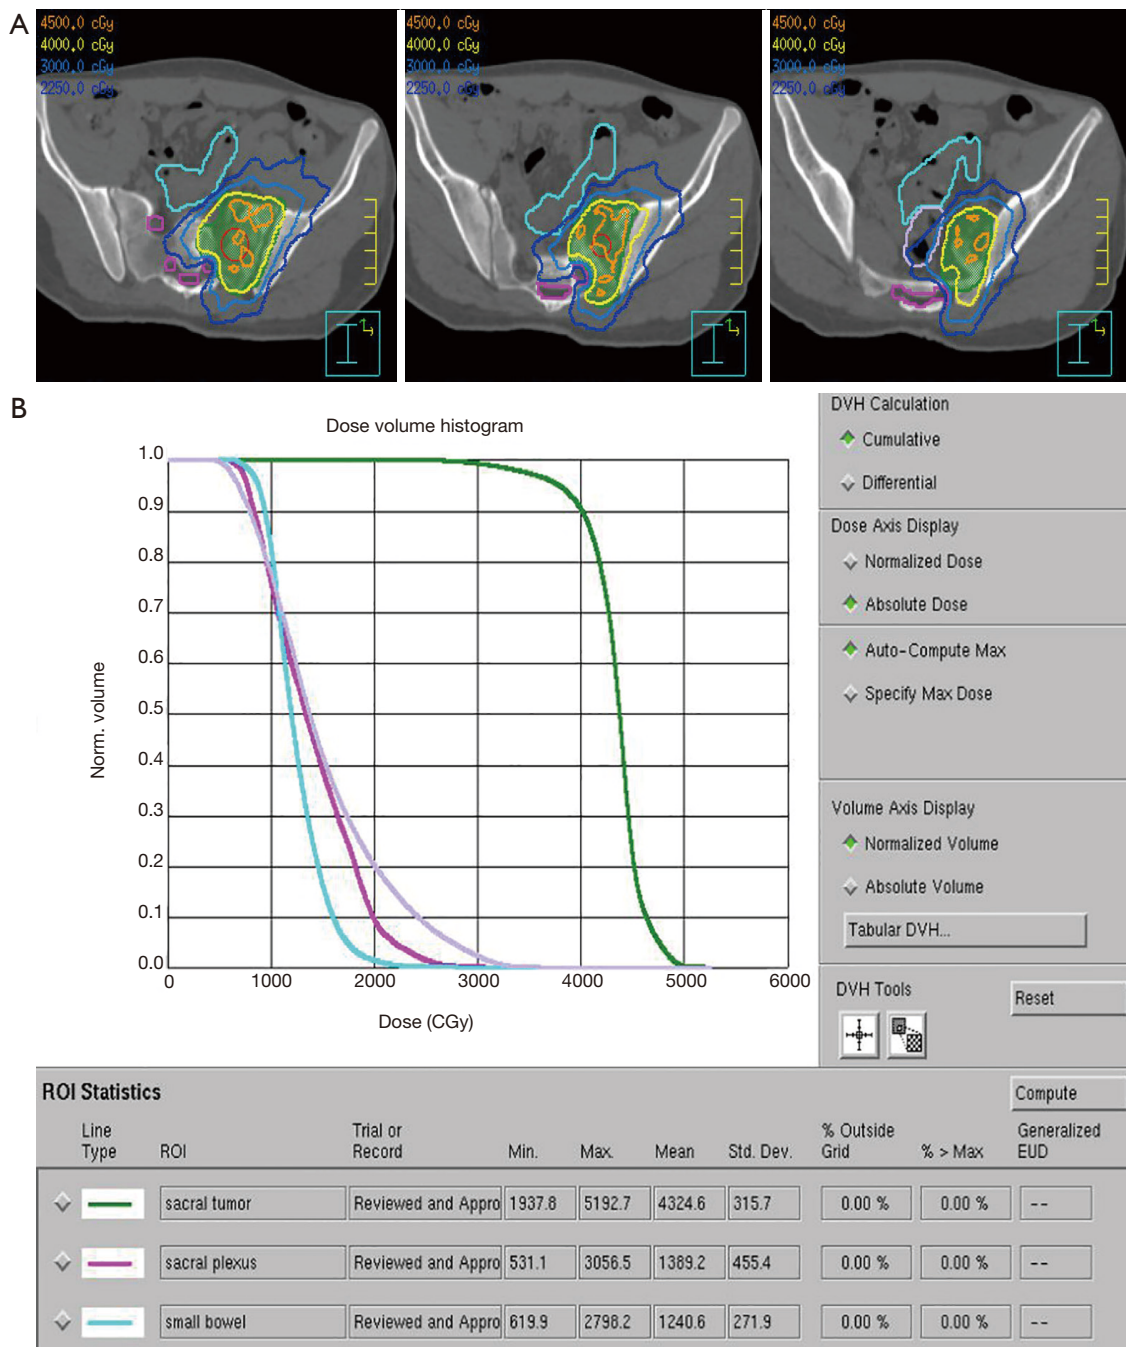 A
4500.0 cGy
4000.0 cGy
3000.0 cGy
2250.0 cGy
4500.0 cGy
4000.0 cGy
3000.0 cGy
2250.0 cGy
4500.0 cGy
4000.0 cGy
3000.0 cGy
2250.0 cGy
B
Dose volume histogram
Norm. volume
1.0
0.9
0.8
0.7
0.6
0.5
0.4
0.3
0.2
0.1
0.0
0 1000 2000 3000 4000 5000 6000
Dose (CGy)
DVH Calculation
Cumulative
Differential
Dose Axis Display
Normalized Dose
Absolute Dose
Auto-Compute Max
Specify Max Dose
Volume Axis Display
Normalized Volume
Absolute Volume
Tabular DVH...
DVH Tools
Reset
ROI Statistics
Compute
Line Type ROI Trial or Record Min. Max. Mean Std. Dev. % Outside Grid % > Max Generalized EUD
sacral tumor Reviewed and Appro 1937.8 5192.7 4324.6 315.7 0.00 % 0.00 % --
sacral plexus Reviewed and Appro 531.1 3056.5 1389.2 455.4 0.00 % 0.00 % --
small bowel Reviewed and Appro 619.9 2798.2 1240.6 271.9 0.00 % 0.00 % --